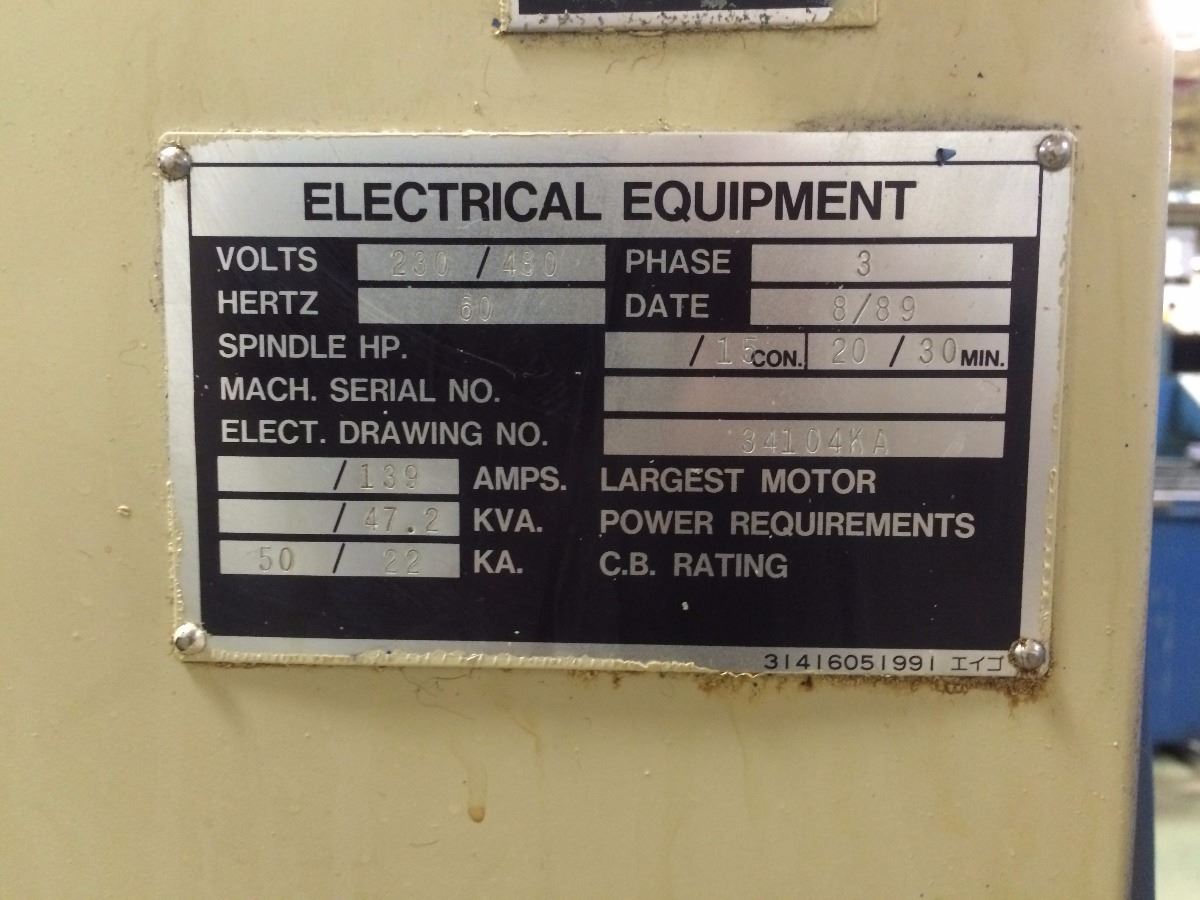 ELECTRICAL EQUIPMENT
VOLTS 230 / 480 PHASE 3
HERTZ 60 DATE 8/89
SPINDLE HP. / 15 CON. 20 / 30 MIN.
MACH. SERIAL NO.
ELECT. DRAWING NO. 34104KA
/ 139 AMPS. LARGEST MOTOR
/ 47.2 KVA. POWER REQUIREMENTS
50 / 22 KA. C.B. RATING
31416051991 エイゴ